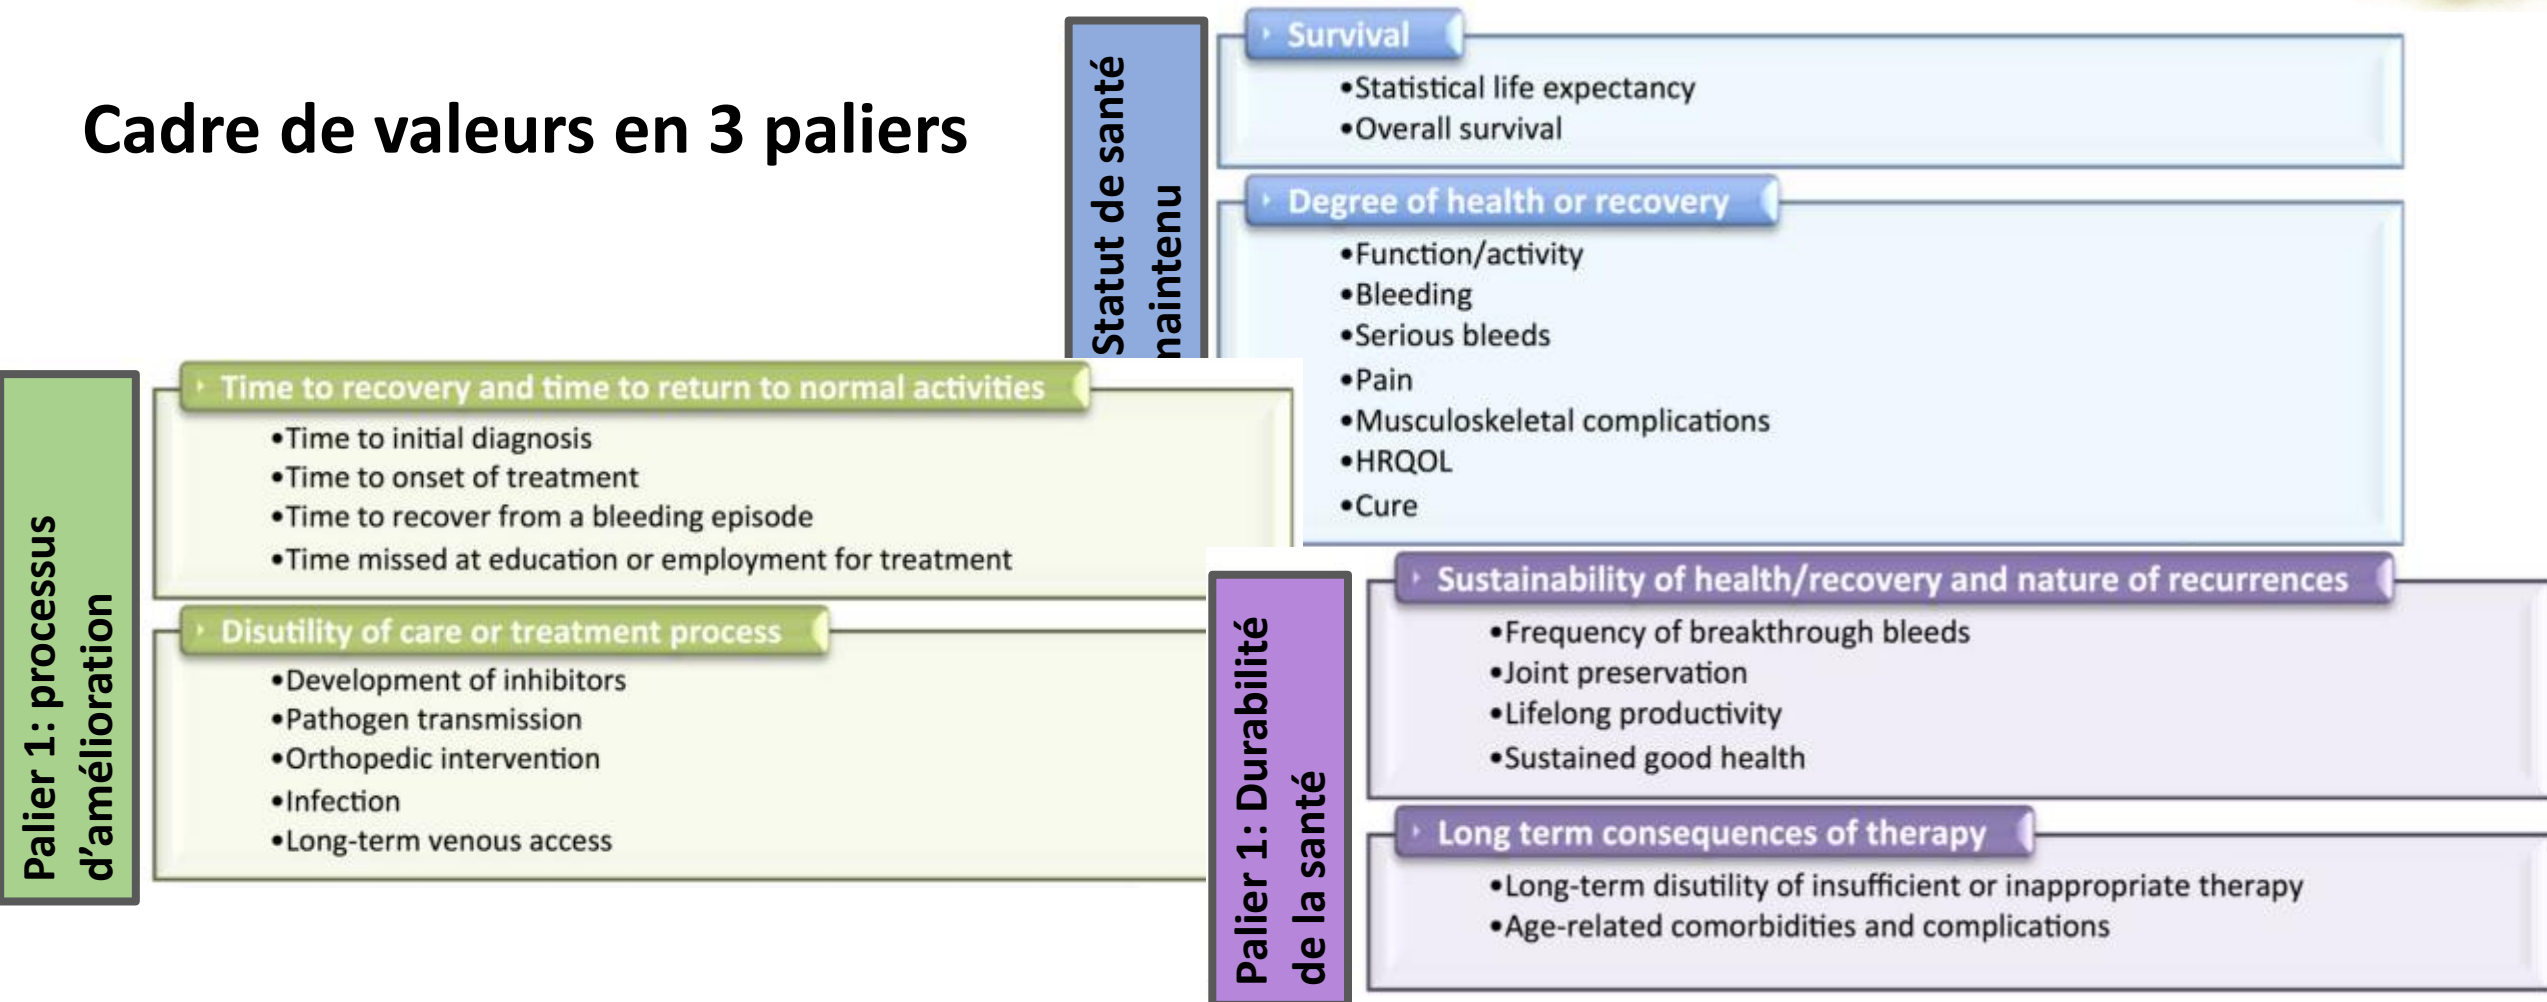 Cadre de valeurs en 3 paliers
Statut de santé
maintenu
Survival
•Statistical life expectancy
•Overall survival
Degree of health or recovery
•Function/activity
•Bleeding
•Serious bleeds
•Pain
•Musculoskeletal complications
•HRQOL
•Cure
Palier 1: processus
d’amélioration
Time to recovery and time to return to normal activities
•Time to initial diagnosis
•Time to onset of treatment
•Time to recover from a bleeding episode
•Time missed at education or employment for treatment
Disutility of care or treatment process
•Development of inhibitors
•Pathogen transmission
•Orthopedic intervention
•Infection
•Long-term venous access
Palier 1: Durabilité
de la santé
Sustainability of health/recovery and nature of recurrences
•Frequency of breakthrough bleeds
•Joint preservation
•Lifelong productivity
•Sustained good health
Long term consequences of therapy
•Long-term disutility of insufficient or inappropriate therapy
•Age-related comorbidities and complications